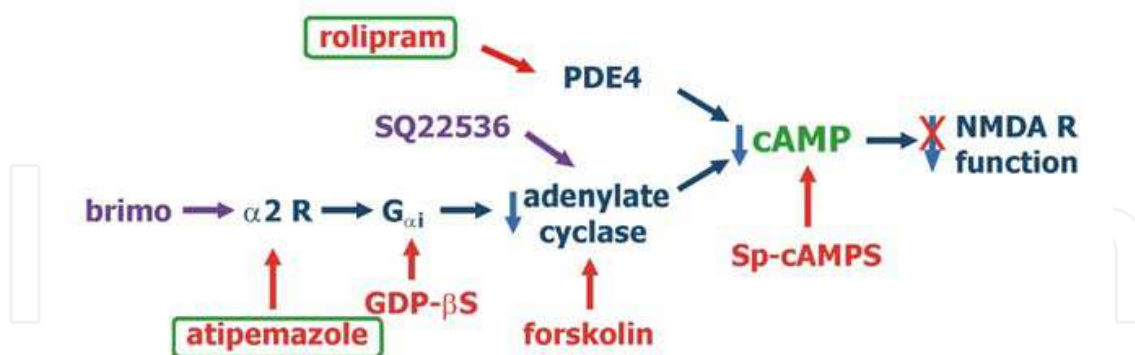 rolipram
PDE4
SQ22536
cAMP
NMDA R
function
brimo
α2 R
Gαi
adenylate
cyclase
Sp-cAMPS
GDP-βS
atipemazole
forskolin